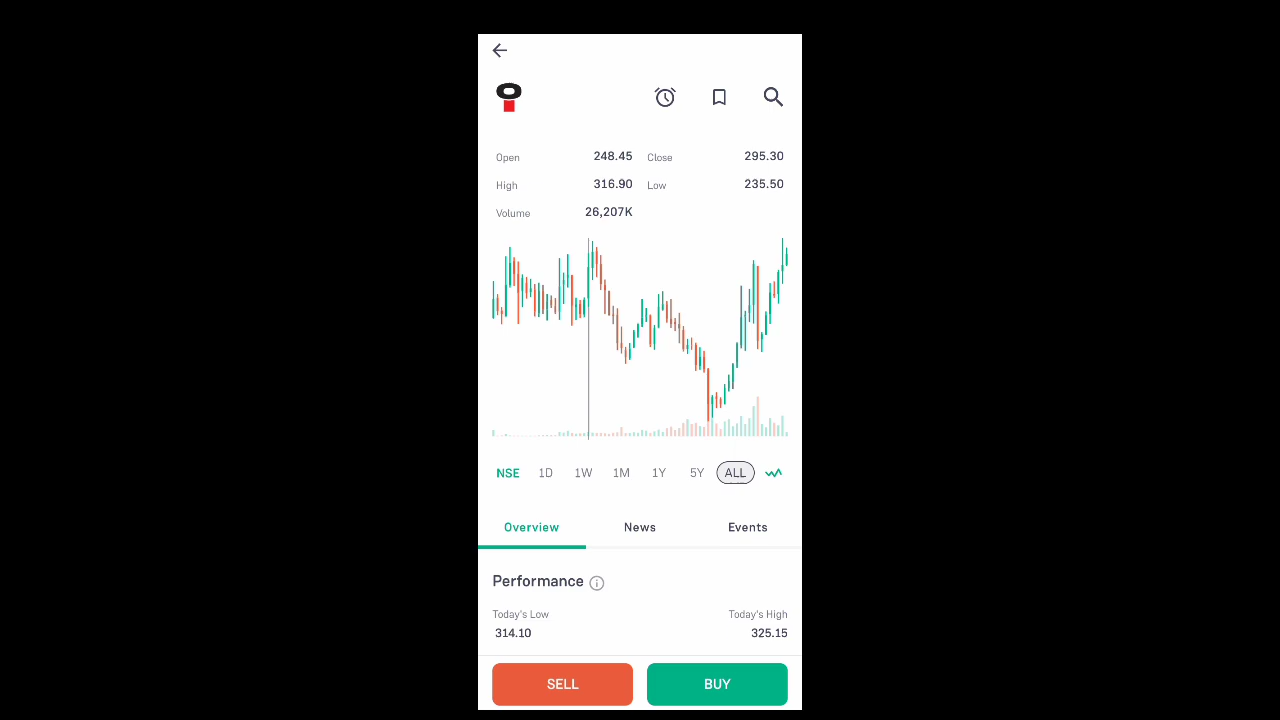 Open 248.45 Close 295.30
High 316.90 Low 235.50
Volume 26,207K
NSE 1D 1W 1M 1Y 5Y ALL
Overview News Events
Performance
Today's Low Today's High
314.10 325.15
SELL BUY